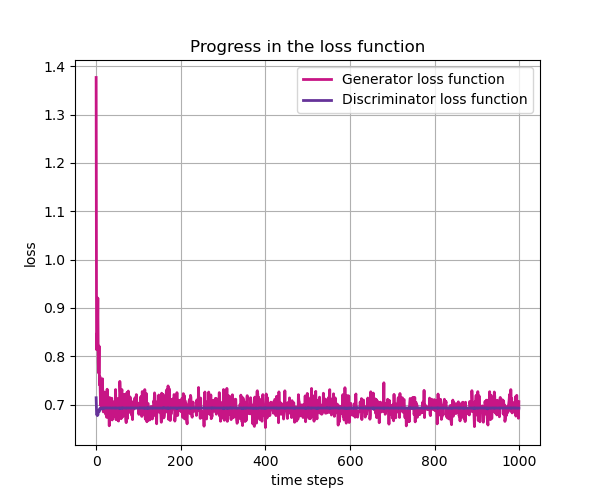 Progress in the loss function
Generator loss function
Discriminator loss function
1.4
1.3
1.2
1.1
1.0
0.9
0.8
0.7
loss
0 200 400 600 800 1000
time steps